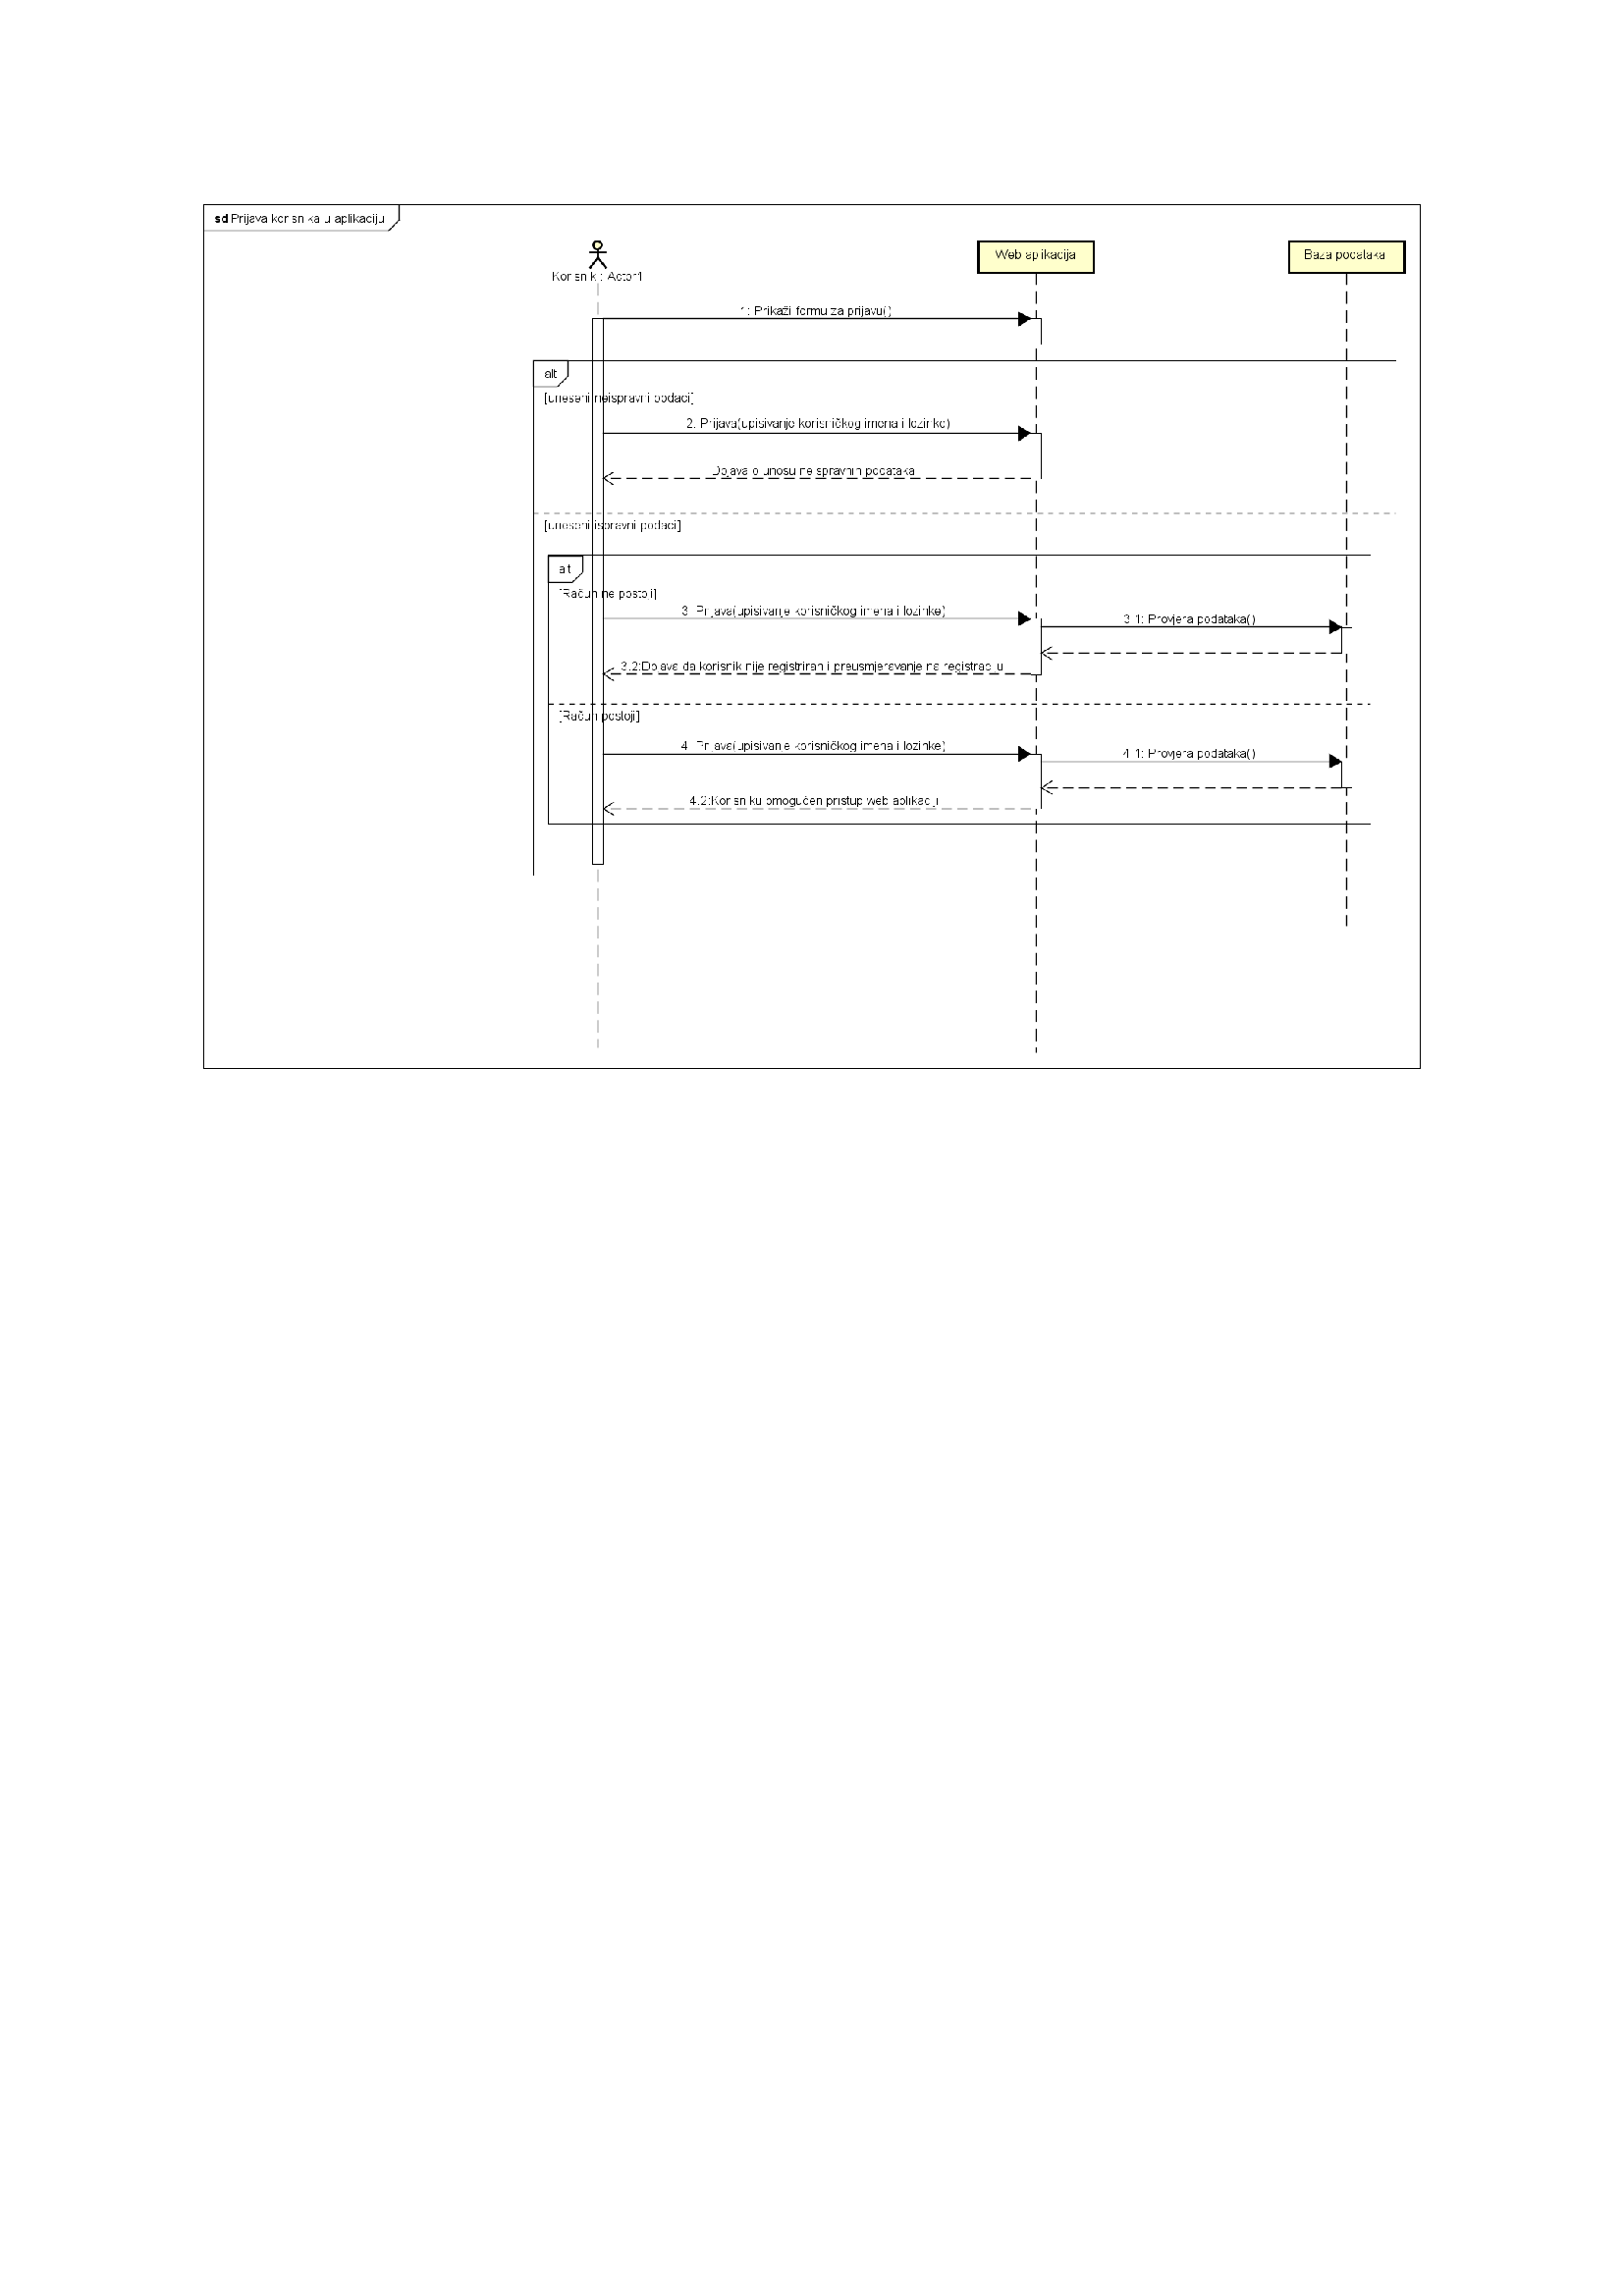 sd Prijava korisnika u aplikaciju
Korisnik : Actor1
Web aplikacija
Baza podataka
1: Prikaži formu za prijavu()
alt
[uneseni neispravni podaci]
2: Prijava(upisivanje korisničkog imena i lozinke)
Dojava o unosu neispravnih podataka
[uneseni ispravni podaci]
alt
[Račun ne postoji]
3: Prijava(upisivanje korisničkog imena i lozinke)
3.1: Provjera podataka()
3.2:Dojava da korisnik nije registriran i preusmjeravanje na registraciju
[Račun postoji]
4: Prijava(upisivanje korisničkog imena i lozinke)
4.1: Provjera podataka()
4.2:Korisniku omogućen pristup web aplikaciji